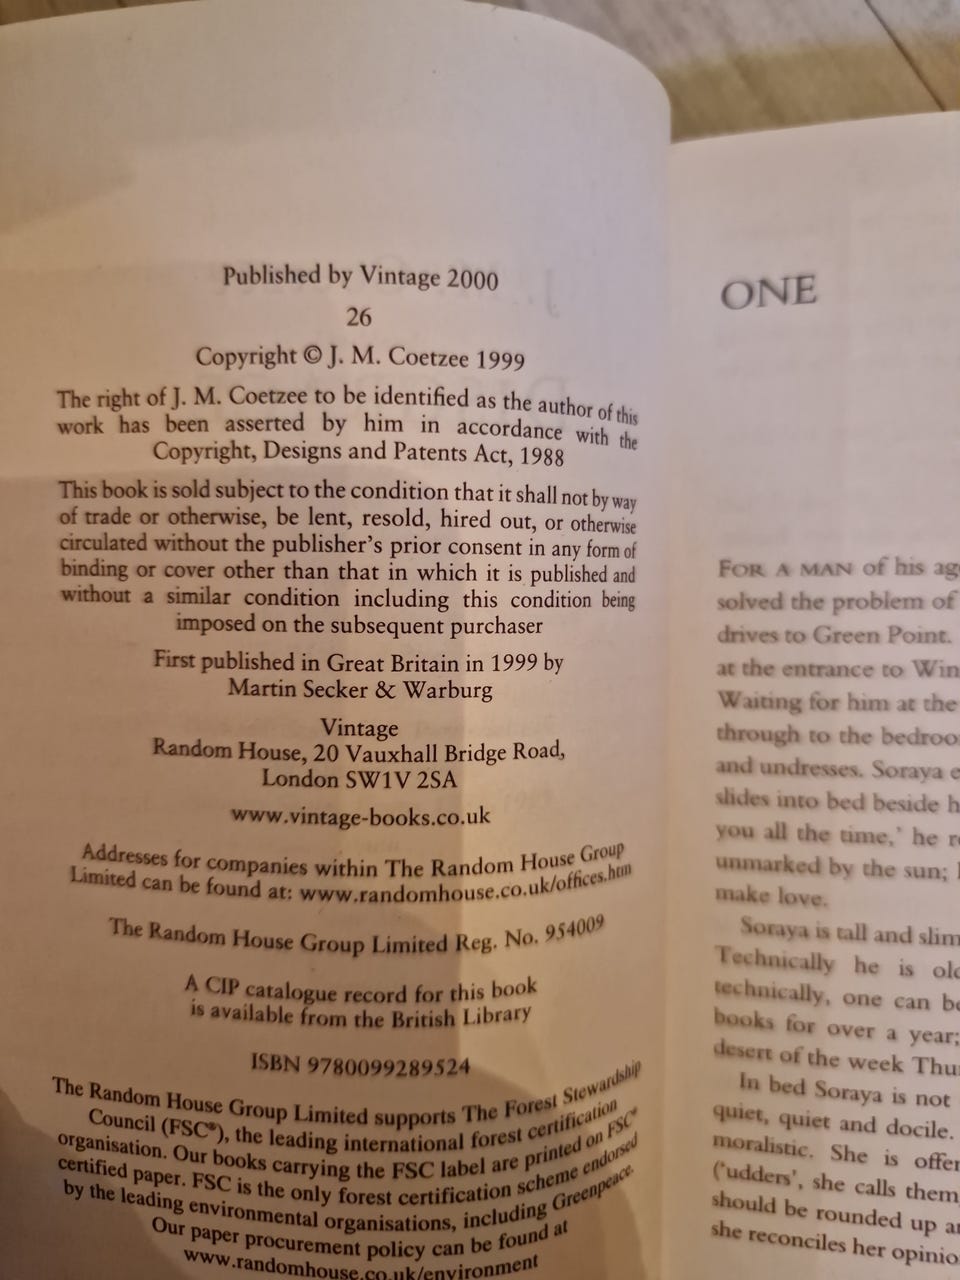 Published by Vintage 2000
26
Copyright © J. M. Coetzee 1999
The right of J. M. Coetzee to be identified as the author of this
work has been asserted by him in accordance with the
Copyright, Designs and Patents Act, 1988
This book is sold subject to the condition that it shall not by way
of trade or otherwise, be lent, resold, hired out, or otherwise
circulated without the publisher's prior consent in any form of
binding or cover other than that in which it is published and
without a similar condition including this condition being
imposed on the subsequent purchaser
First published in Great Britain in 1999 by
Martin Secker & Warburg
Vintage
Random House, 20 Vauxhall Bridge Road,
London SW1V 2SA
www.vintage-books.co.uk
Addresses for companies within The Random House Group
Limited can be found at: www.randomhouse.co.uk/offices.htm
The Random House Group Limited Reg. No. 954009
A CIP catalogue record for this book
is available from the British Library
ISBN 9780099289524
The Random House Group Limited supports The Forest Stewardship
Council (FSC®), the leading international forest certification
organisation. Our books carrying the FSC label are printed on FSC®
certified paper. FSC is the only forest certification scheme endorsed
by the leading environmental organisations, including Greenpeace.
Our paper procurement policy can be found at
www.randomhouse.co.uk/environment
ONE
FOR A MAN of his
solved the problem of
drives to Green Point.
at the entrance to
Waiting for him at the
through to the
and undresses. Soraya
slides into bed beside
you all the time,' he
unmarked by the sun;
make love.
Soraya is tall and slim
Technically he is
technically, one can
books for over a year;
desert of the week
In bed Soraya is not
quiet, quiet and docile.
moralistic. She is
('udders', she calls them
should be rounded up
she reconciles her